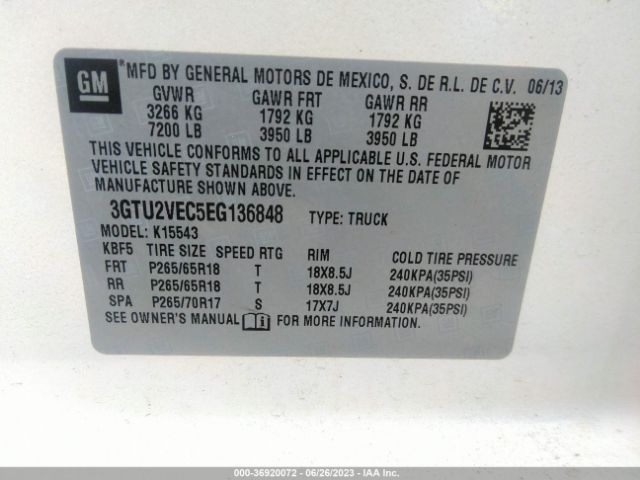 GM
*MFD BY GENERAL MOTORS DE MEXICO, S. DE R.L. DE C.V. 06/13
GVWR GAWR FRT GAWR RR
3266 KG 1792 KG 1792 KG
7200 LB 3950 LB 3950 LB
THIS VEHICLE CONFORMS TO ALL APPLICABLE U.S. FEDERAL MOTOR
VEHICLE SAFETY STANDARDS IN EFFECT ON THE DATE OF
MANUFACTURE SHOWN ABOVE.
3GTU2VEC5EG136848 TYPE: TRUCK
MODEL: K15543
KBF5 TIRE SIZE SPEED RTG RIM COLD TIRE PRESSURE
FRT P265/65R18 T 18X8.5J 240KPA(35PSI)
RR P265/65R18 T 18X8.5J 240KPA(35PSI)
SPA P265/70R17 S 17X7J 240KPA(35PSI)
SEE OWNER'S MANUAL FOR MORE INFORMATION.
000-36920072 - 06/26/2023 - IAAI.com